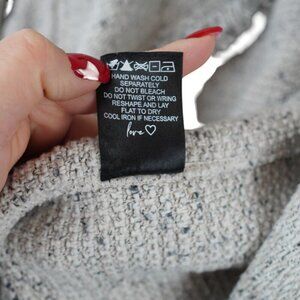 HAND WASH COLD
SEPARATELY
DO NOT BLEACH
DO NOT TWIST OR WRING
RESHAPE AND LAY
FLAT TO DRY
COOL IRON IF NECESSARY
love